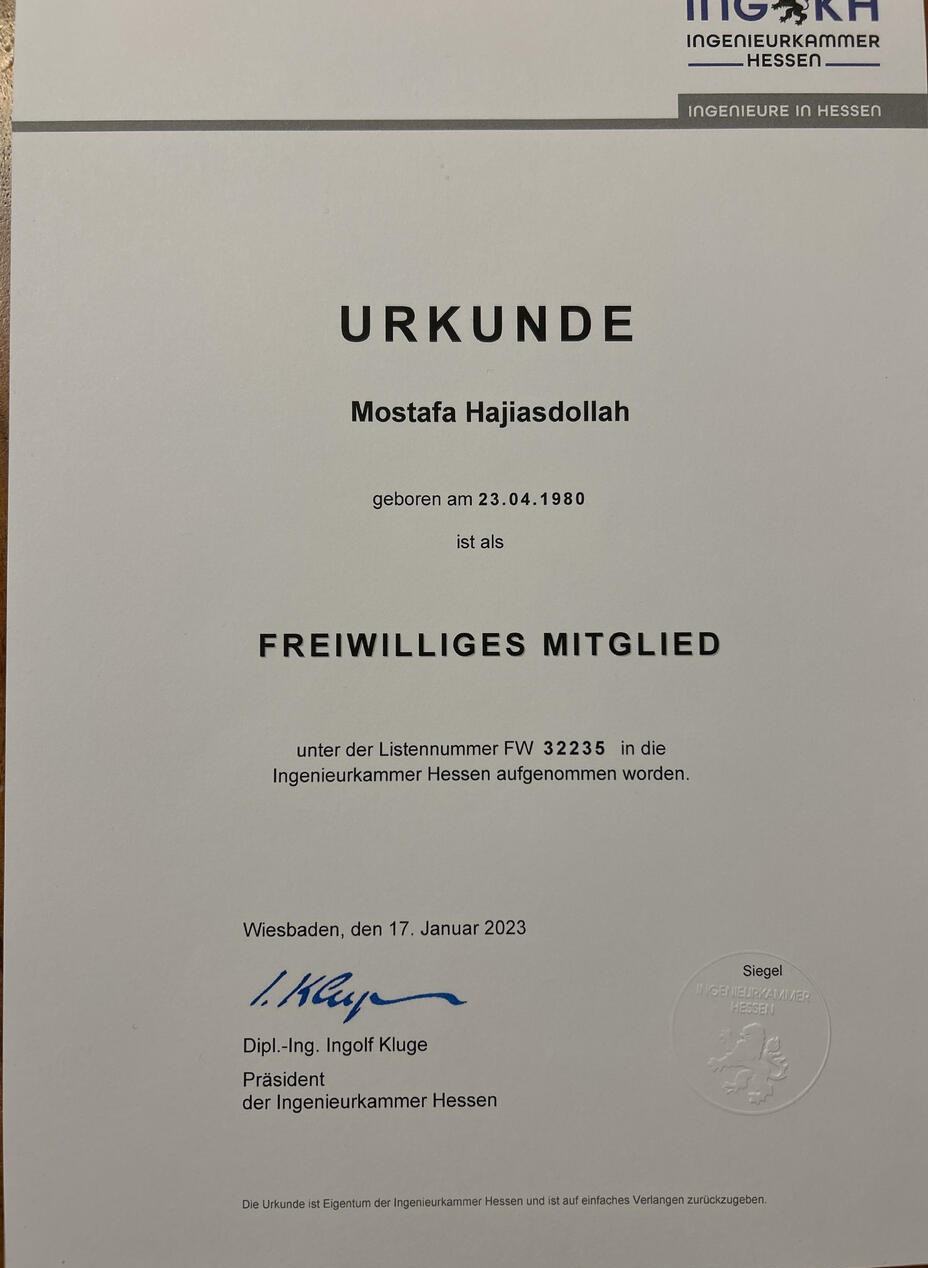 ING KH
INGENIEURKAMMER
HESSEN
INGENIEURE IN HESSEN
URKUNDE
Mostafa Hajiasdollah
geboren am 23.04.1980
ist als
FREIWILLIGES MITGLIED
unter der Listennummer FW 32235 in die
Ingenieurkammer Hessen aufgenommen worden.
Wiesbaden, den 17. Januar 2023
I. Kluge
Dipl.-Ing. Ingolf Kluge
Präsident
der Ingenieurkammer Hessen
Siegel
INGENIEURKAMMER
HESSEN
Die Urkunde ist Eigentum der Ingenieurkammer Hessen und ist auf einfaches Verlangen zurückzugeben.